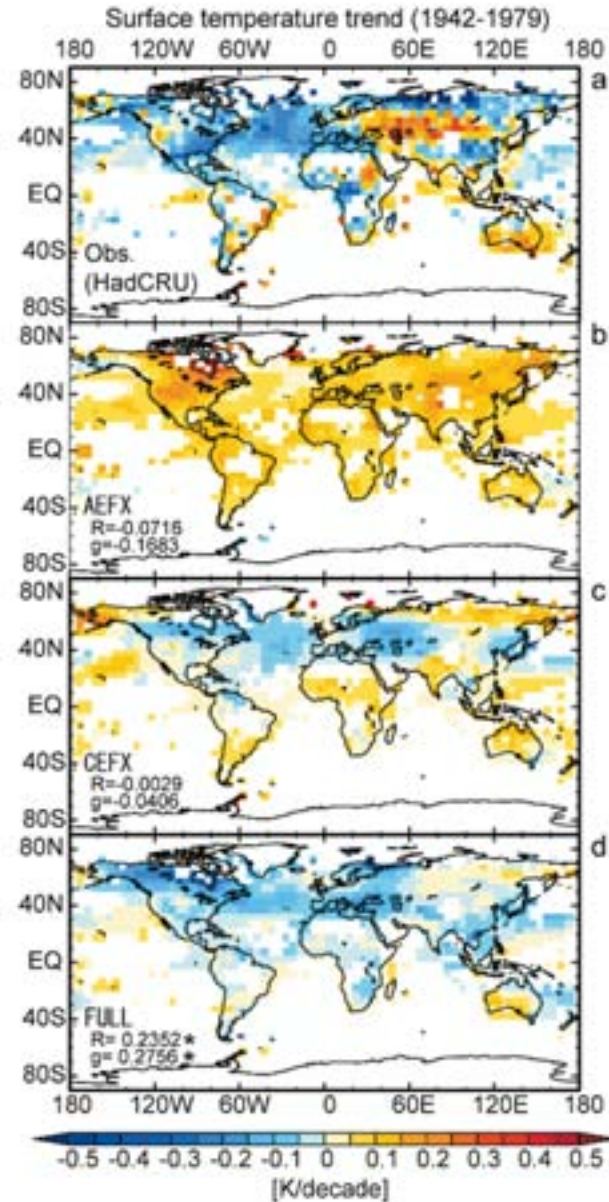 Surface temperature trend (1942-1979)
180 120W 60W 0 60E 120E 180
a
80N
40N
EQ
40S
80S
Obs.
(HadCRU)
b
80N
40N
EQ
40S
80S
AEFX
R=-0.0716
g=-0.1683
c
80N
40N
EQ
40S
80S
CEFX
R=-0.0029
g=-0.0406
d
80N
40N
EQ
40S
80S
FULL
R= 0.2352*
g= 0.2756*
180 120W 60W 0 60E 120E 180
-0.5 -0.4 -0.3 -0.2 -0.1 0 0.1 0.2 0.3 0.4 0.5
[K/decade]